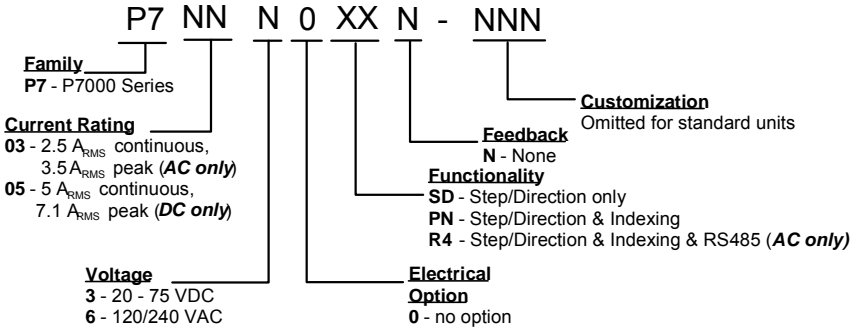 P7 NN N 0 XX N - NNN
Family
P7 - P7000 Series
Current Rating
03 - 2.5 ARMS continuous,
3.5 ARMS peak (AC only)
05 - 5 ARMS continuous,
7.1 ARMS peak (DC only)
Voltage
3 - 20 - 75 VDC
6 - 120/240 VAC
Electrical
Option
0 - no option
Functionality
SD - Step/Direction only
PN - Step/Direction & Indexing
R4 - Step/Direction & Indexing & RS485 (AC only)
Feedback
N - None
Customization
Omitted for standard units